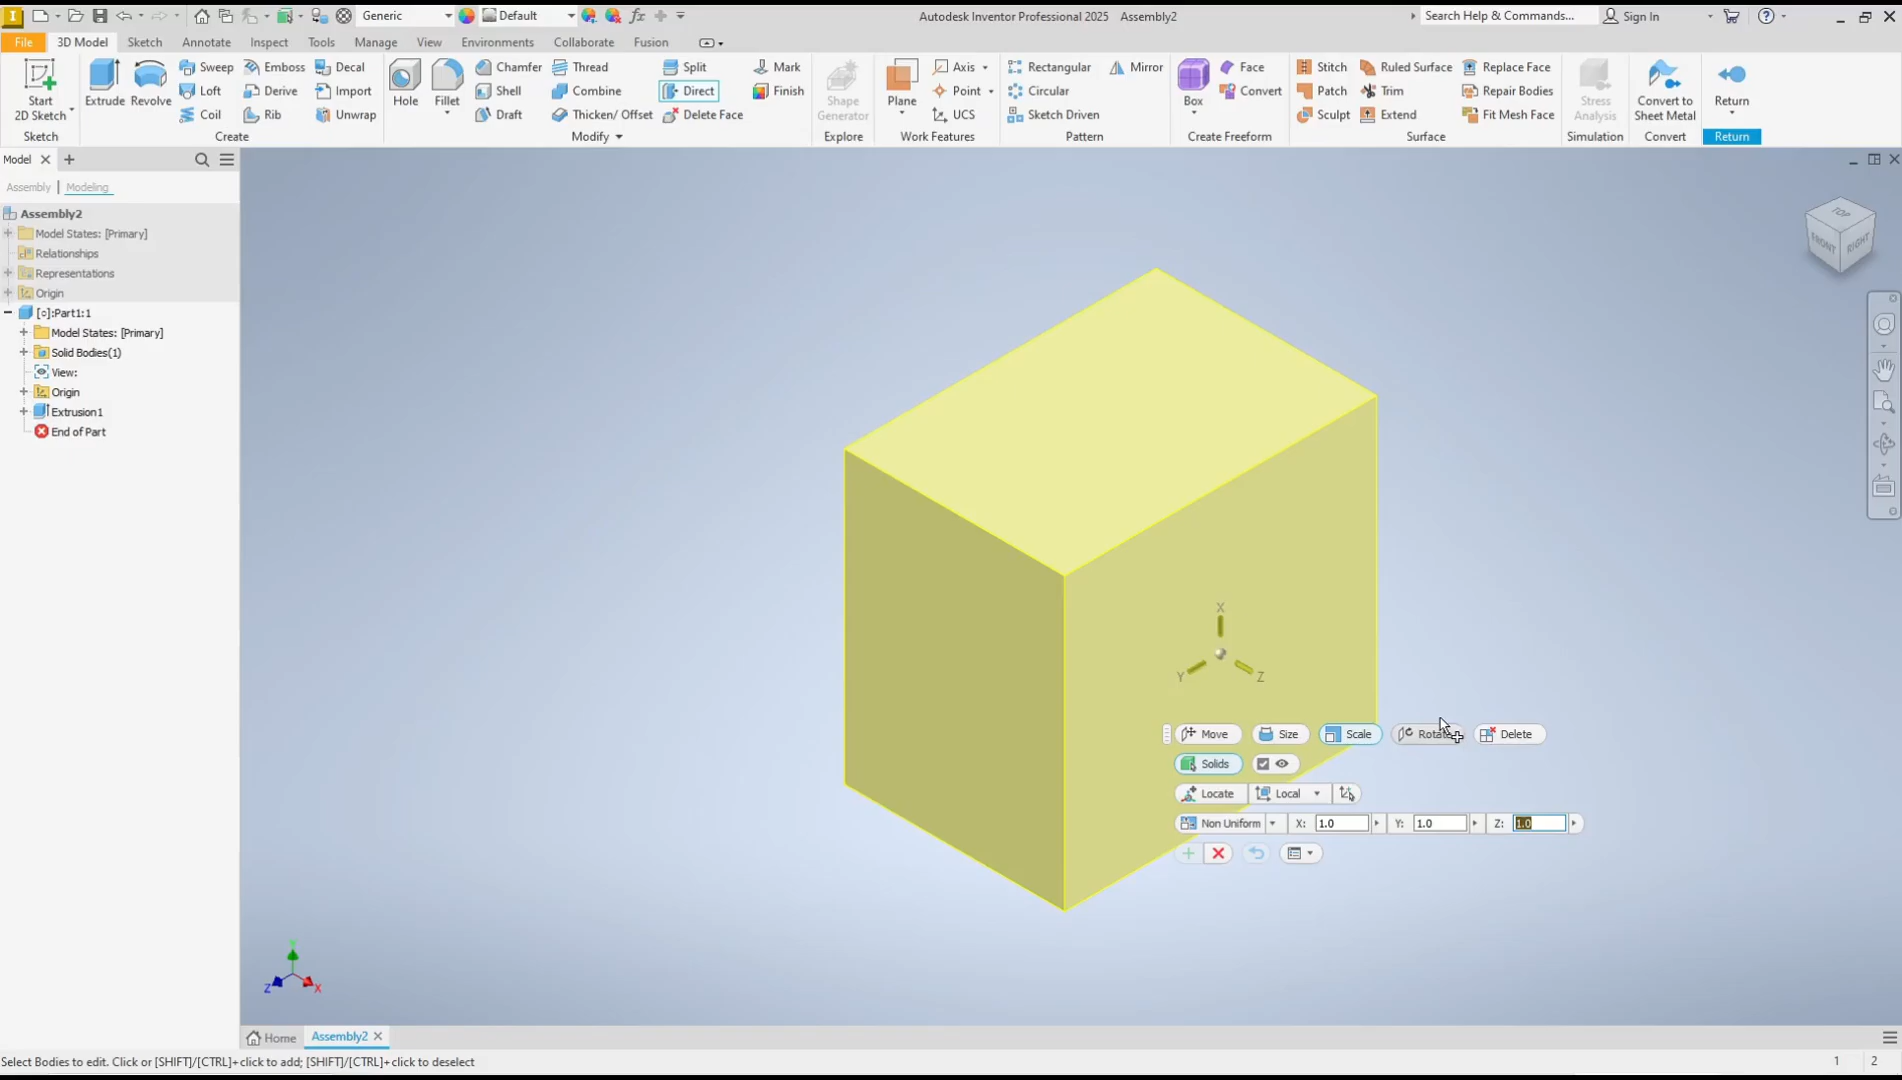 Generic
Default
Autodesk Inventor Professional 2025 Assembly2
Search Help & Commands...
Sign In
File 3D Model Sketch Annotate Inspect Tools Manage View Environments Assemble Collaborate Fusion
Start
2D Sketch
Sketch
Extrude
Revolve
Sweep
Loft
Coil
Emboss
Derive
Rib
Decal
Import
Unwrap
Create
Hole
Fillet
Chamfer
Shell
Draft
Thread
Combine
Thicken/ Offset
Split
Direct
Delete Face
Mark
Finish
Modify
Shape
Generator
Explore
Plane
Axis
Point
UCS
Work Features
Rectangular
Circular
Sketch Driven
Mirror
Pattern
Box
Face
Convert
Create Freeform
Stitch
Patch
Sculpt
Ruled Surface
Trim
Extend
Replace Face
Repair Bodies
Fit Mesh Face
Surface
Stress
Analysis
Simulation
Convert to
Sheet Metal
Convert
Return
Return
Model
Assembly | Modeling
Assembly2
Model States: [Primary]
Relationships
Representations
Origin
[○]:Part1:1
Model States: [Primary]
Solid Bodies(1)
View:
Origin
Extrusion1
End of Part
TOP
FRONT
RIGHT
X
Y
Z
Move Size Scale Rotate Delete
Solids
Locate Local
Non Uniform X: 1.0 Y: 1.0 Z: 1.0
Y
Z
X
Home Assembly2
Select Bodies to edit. Click or [SHIFT]/[CTRL]+click to add; [SHIFT]/[CTRL]+click to deselect
1 2